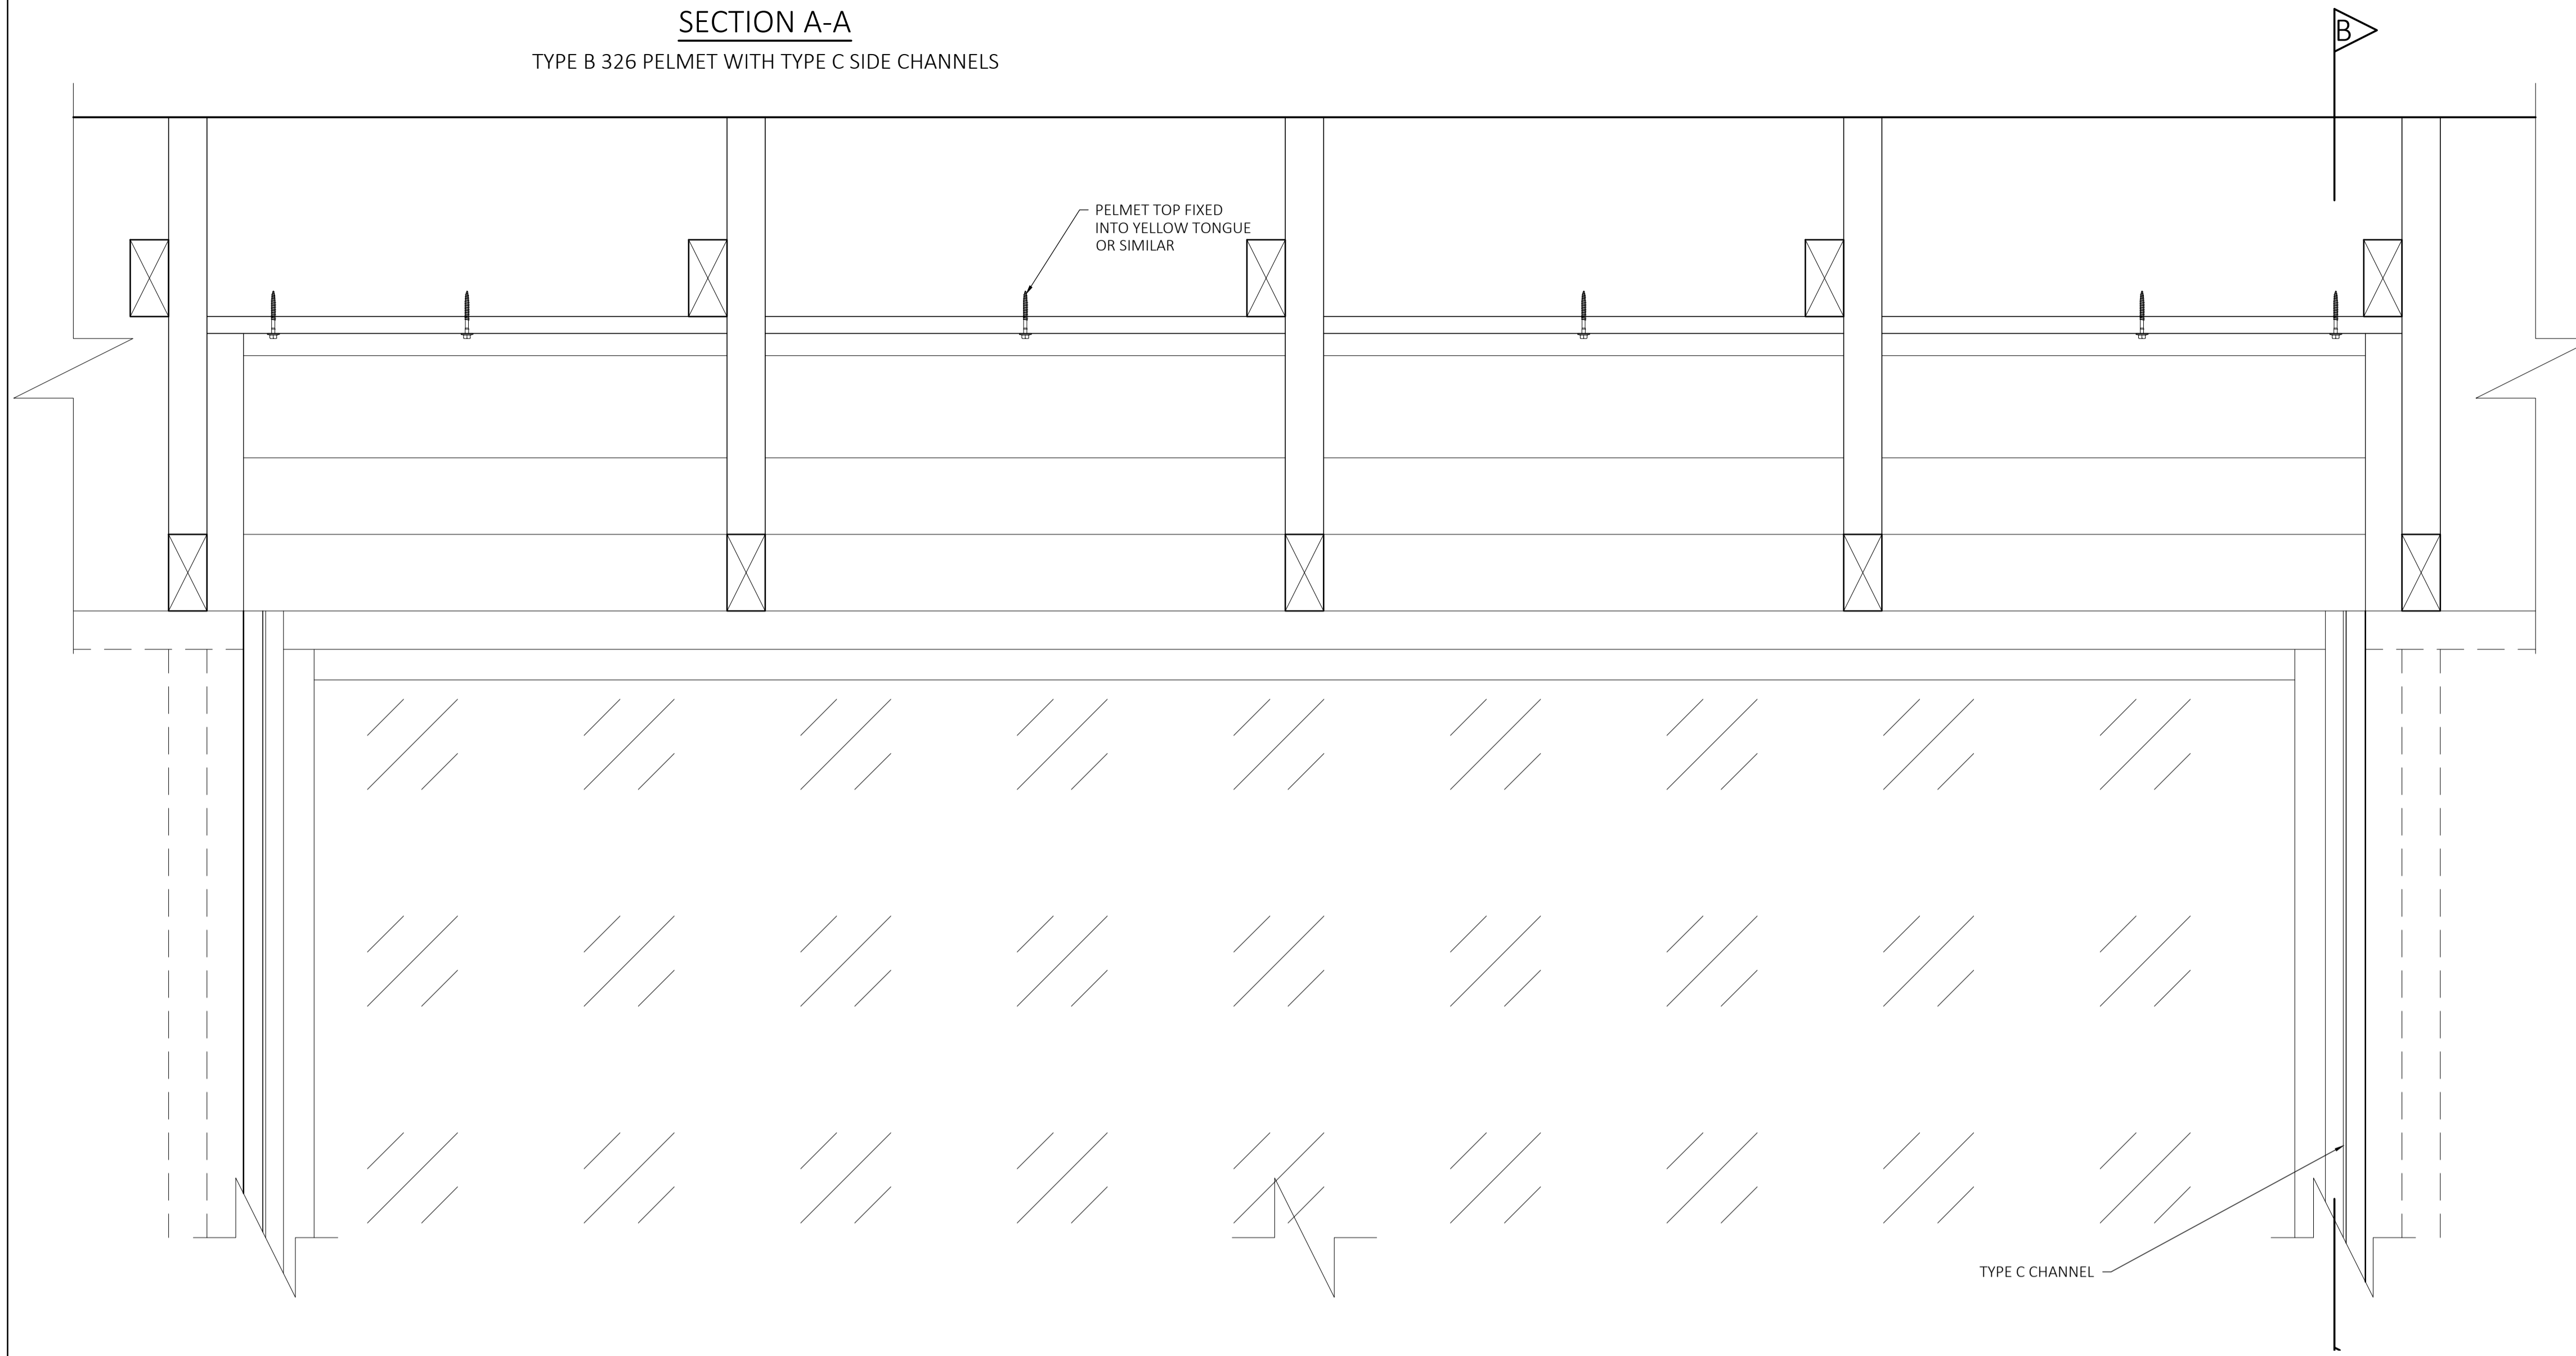 SECTION A-A
TYPE B 326 PELMET WITH TYPE C SIDE CHANNELS
B
PELMET TOP FIXED
INTO YELLOW TONGUE
OR SIMILAR
TYPE C CHANNEL